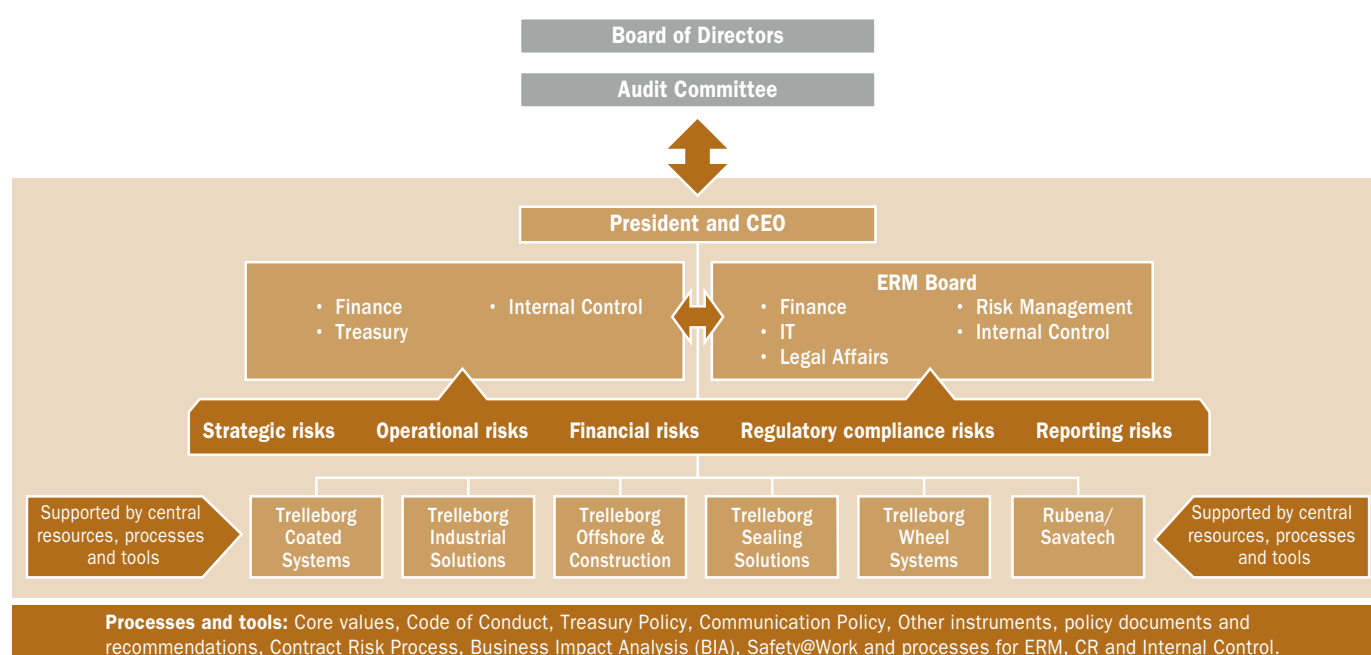 Board of Directors
Audit Committee
President and CEO
• Finance
• Treasury
• Internal Control
ERM Board
• Finance
• IT
• Legal Affairs
• Risk Management
• Internal Control
Strategic risks
Operational risks
Financial risks
Regulatory compliance risks
Reporting risks
Supported by central
resources, processes
and tools
Trelleborg
Coated
Systems
Trelleborg
Industrial
Solutions
Trelleborg
Offshore &
Construction
Trelleborg
Sealing
Solutions
Trelleborg
Wheel
Systems
Rubena/
Savatech
Supported by central
resources, processes
and tools
Processes and tools: Core values, Code of Conduct, Treasury Policy, Communication Policy, Other instruments, policy documents and
recommendations, Contract Risk Process, Business Impact Analysis (BIA), Safety@Work and processes for ERM, CR and Internal Control.